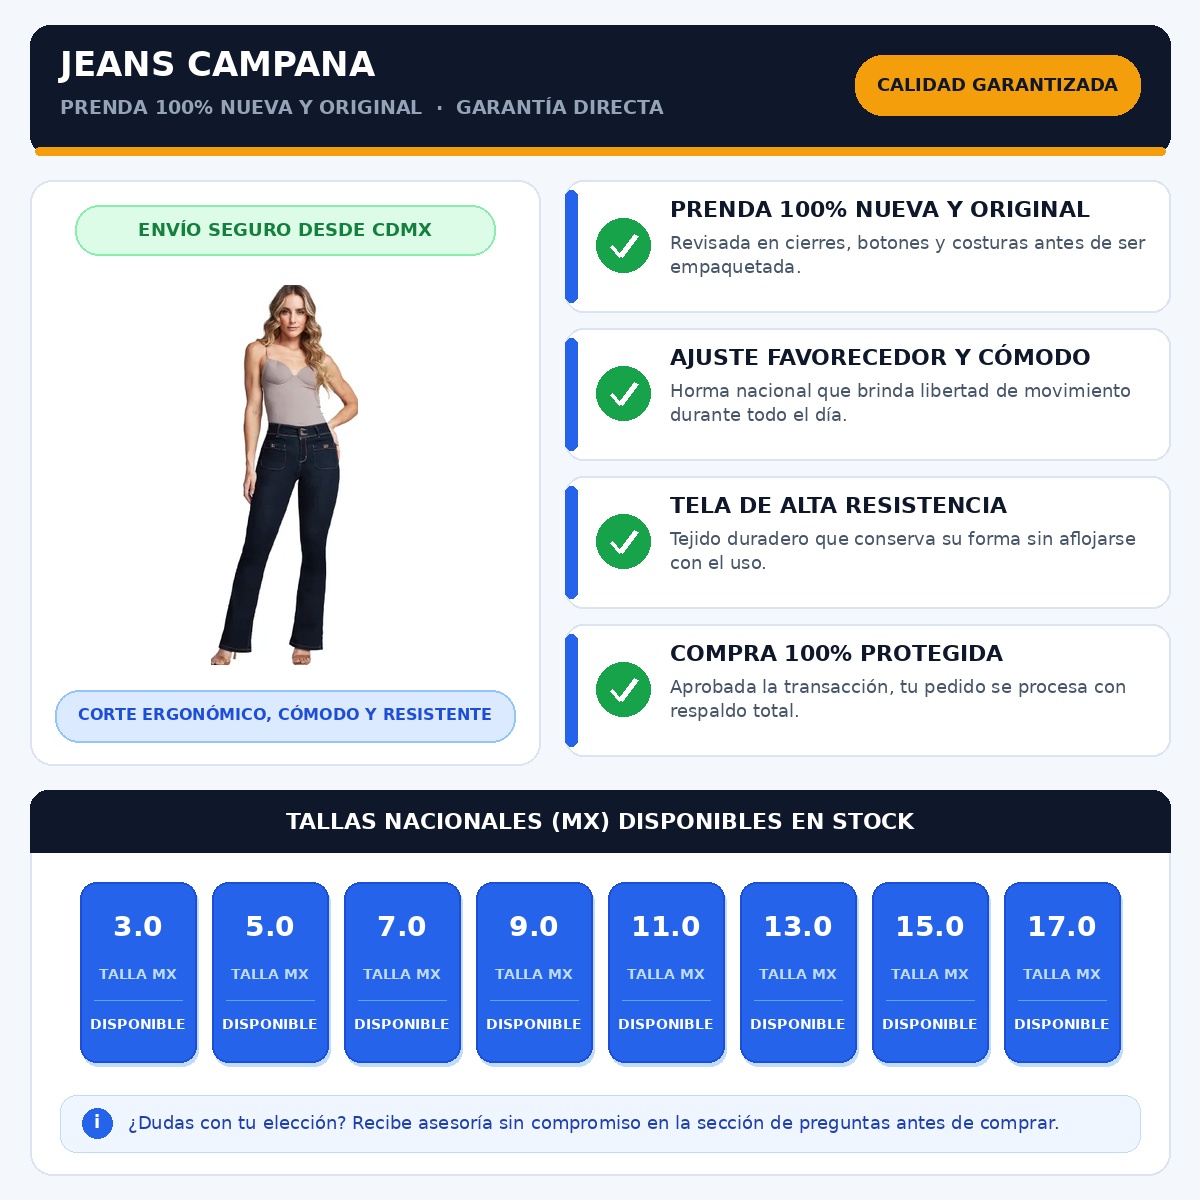 JEANS CAMPANA
PRENDA 100% NUEVA Y ORIGINAL · GARANTÍA DIRECTA
CALIDAD GARANTIZADA
ENVÍO SEGURO DESDE CDMX
CORTE ERGONÓMICO, CÓMODO Y RESISTENTE
PRENDA 100% NUEVA Y ORIGINAL
Revisada en cierres, botones y costuras antes de ser
empaquetada.
AJUSTE FAVORECEDOR Y CÓMODO
Horma nacional que brinda libertad de movimiento
durante todo el día.
TELA DE ALTA RESISTENCIA
Tejido duradero que conserva su forma sin aflojarse
con el uso.
COMPRA 100% PROTEGIDA
Aprobada la transacción, tu pedido se procesa con
respaldo total.
TALLAS NACIONALES (MX) DISPONIBLES EN STOCK
3.0 5.0 7.0 9.0 11.0 13.0 15.0 17.0
TALLA MX TALLA MX TALLA MX TALLA MX TALLA MX TALLA MX TALLA MX TALLA MX
DISPONIBLE DISPONIBLE DISPONIBLE DISPONIBLE DISPONIBLE DISPONIBLE DISPONIBLE DISPONIBLE
i ¿Dudas con tu elección? Recibe asesoría sin compromiso en la sección de preguntas antes de comprar.